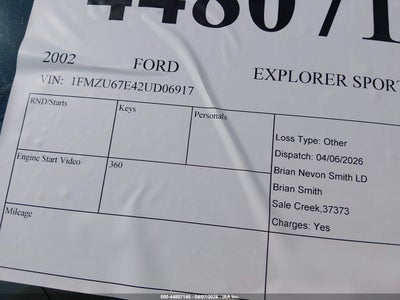 2002 FORD EXPLORER SPORT
VIN: 1FMZU67E42UD06917
RND/Starts
Keys
Personals
Engine Start Video
360
Mileage
Loss Type: Other
Dispatch: 04/06/2026
Brian Nevon Smith LD
Brian Smith
Sale Creek,37373
Charges: Yes